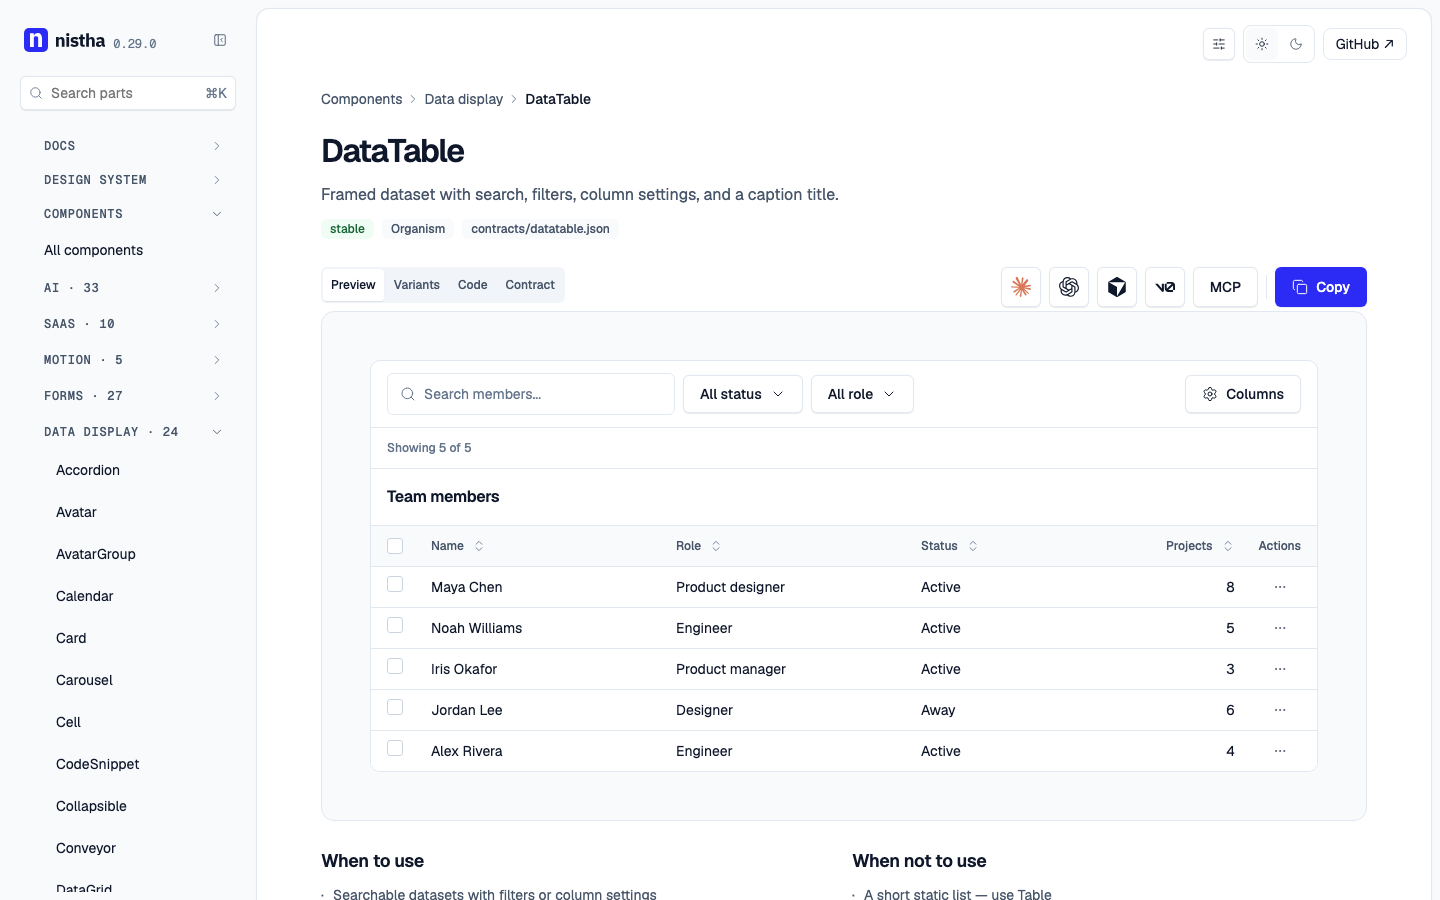 nistha 0.29.0
Search parts ⌘K
DOCS
DESIGN SYSTEM
COMPONENTS
All components
AI · 33
SAAS · 10
MOTION · 5
FORMS · 27
DATA DISPLAY · 24
Accordion
Avatar
AvatarGroup
Calendar
Card
Carousel
Cell
CodeSnippet
Collapsible
Conveyor
DataGrid
GitHub ↗
Components > Data display > DataTable
DataTable
Framed dataset with search, filters, column settings, and a caption title.
stable Organism contracts/datatable.json
Preview Variants Code Contract
v0 MCP Copy
Search members... All status All role Columns
Showing 5 of 5
Team members
Name Role Status Projects Actions
Maya Chen Product designer Active 8 ···
Noah Williams Engineer Active 5 ···
Iris Okafor Product manager Active 3 ···
Jordan Lee Designer Away 6 ···
Alex Rivera Engineer Active 4 ···
When to use
· Searchable datasets with filters or column settings
When not to use
· A short static list — use Table